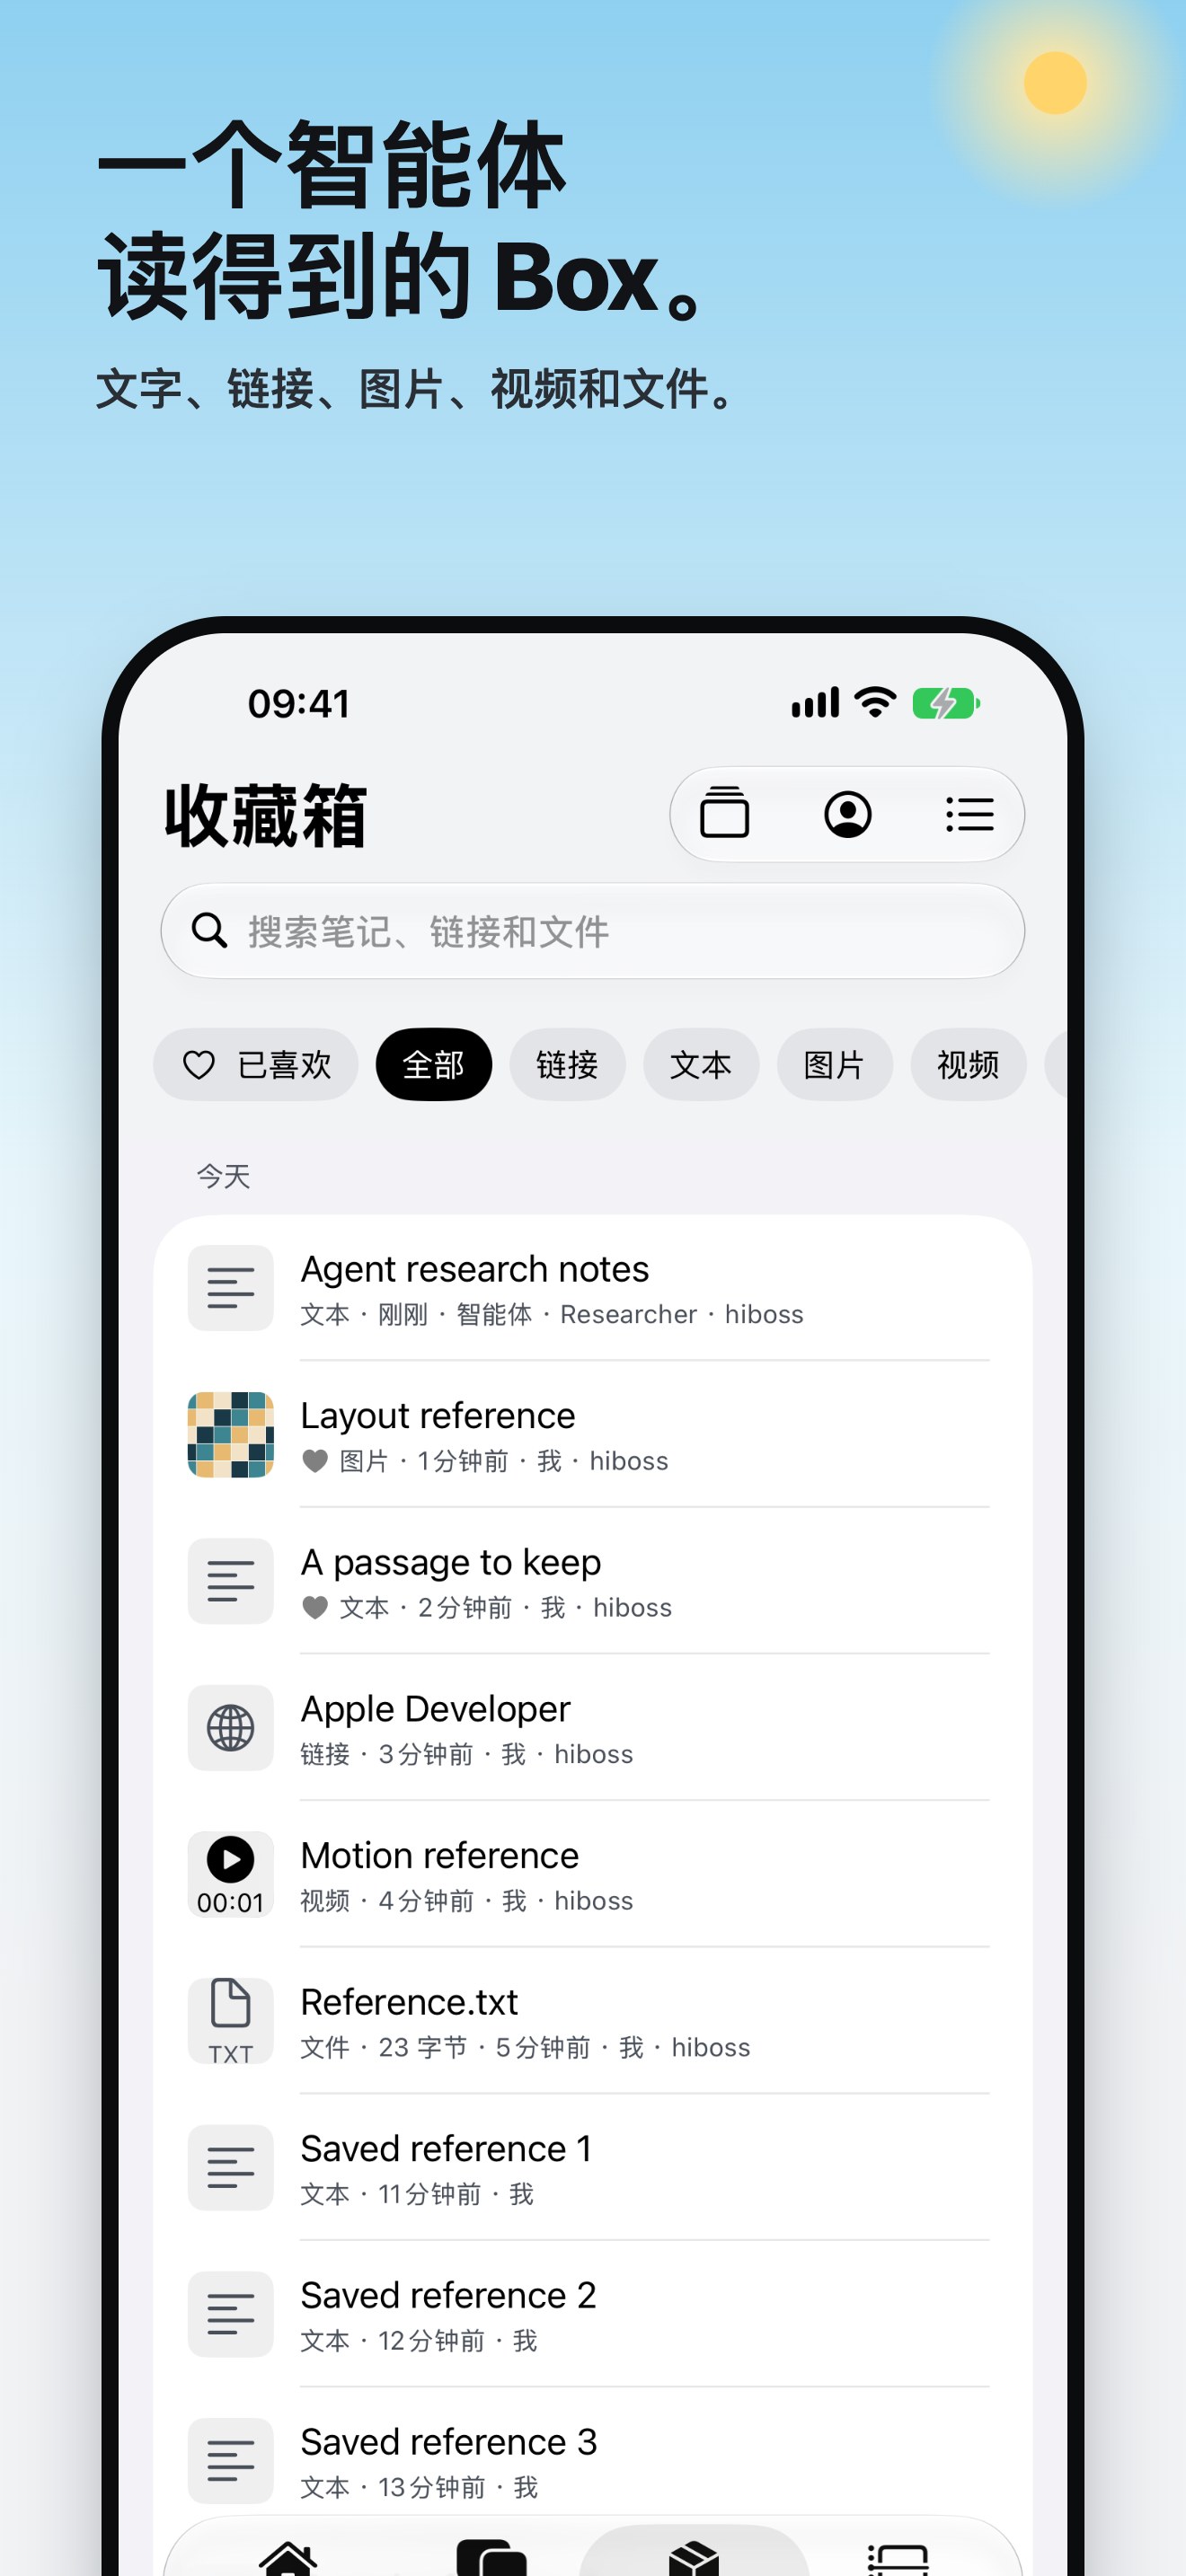 一个智能体
读得到的 Box。
文字、链接、图片、视频和文件。
09:41
收藏箱
搜索笔记、链接和文件
已喜欢 全部 链接 文本 图片 视频
今天
Agent research notes
文本 · 刚刚 · 智能体 · Researcher · hiboss
Layout reference
图片 · 1分钟前 · 我 · hiboss
A passage to keep
文本 · 2分钟前 · 我 · hiboss
Apple Developer
链接 · 3分钟前 · 我 · hiboss
Motion reference
00:01
视频 · 4分钟前 · 我 · hiboss
Reference.txt
TXT
文件 · 23 字节 · 5分钟前 · 我 · hiboss
Saved reference 1
文本 · 11分钟前 · 我
Saved reference 2
文本 · 12分钟前 · 我
Saved reference 3
文本 · 13分钟前 · 我